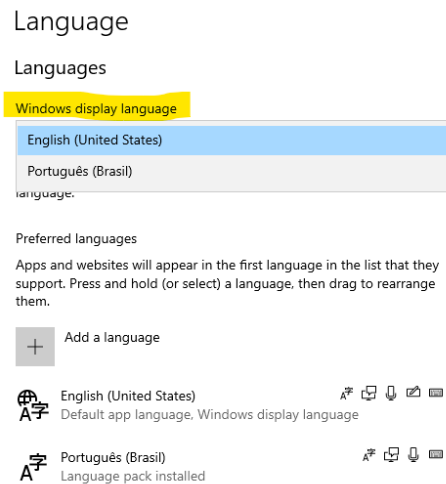 Language
Languages
Windows display language
English (United States)
Português (Brasil)
language.
Preferred languages
Apps and websites will appear in the first language in the list that they
support. Press and hold (or select) a language, then drag to rearrange
them.
Add a language
English (United States)
Default app language, Windows display language
Português (Brasil)
Language pack installed